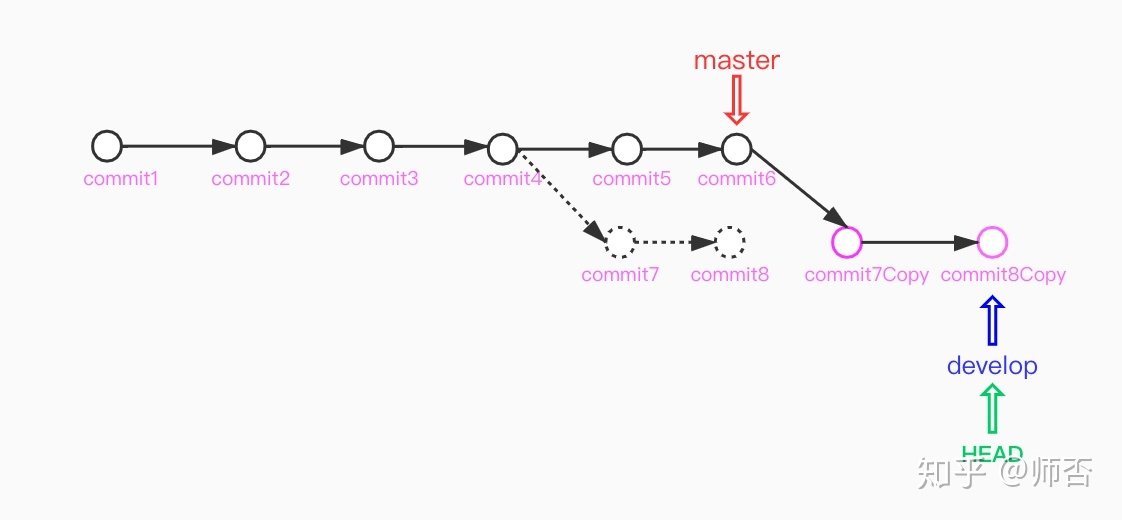 master
commit1 commit2 commit3 commit4 commit5 commit6
commit7 commit8 commit7Copy commit8Copy
develop
HEAD
知乎 @师否